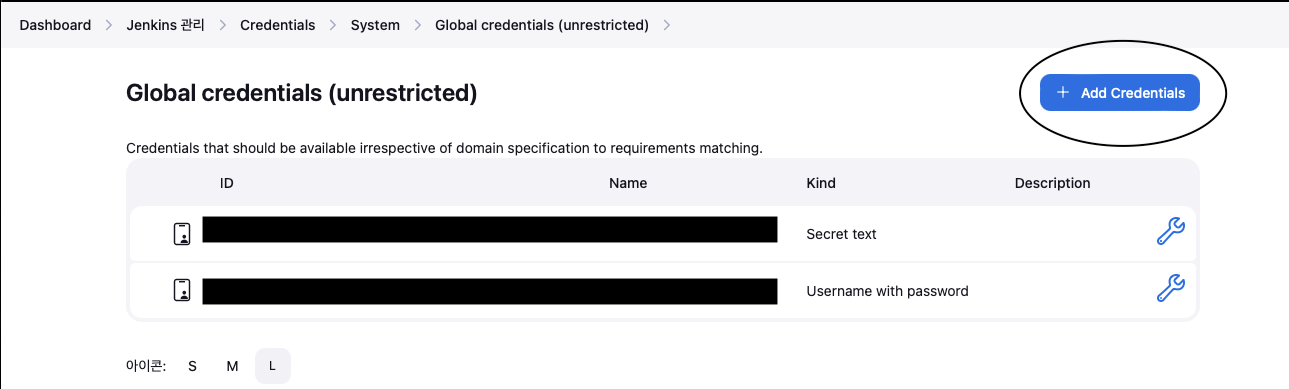 Dashboard > Jenkins 관리 > Credentials > System > Global credentials (unrestricted) >
Global credentials (unrestricted)
+ Add Credentials
Credentials that should be available irrespective of domain specification to requirements matching.
ID Name Kind Description
Secret text
Username with password
아이콘: S M L